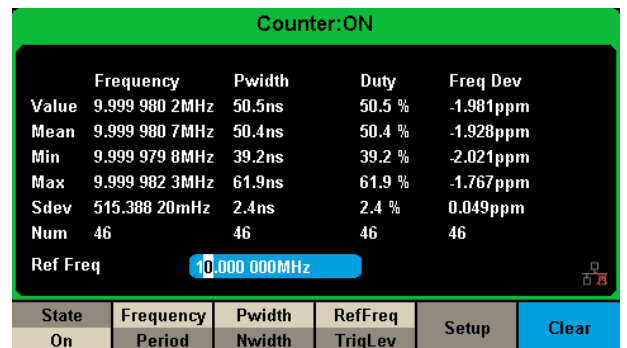 Counter:ON
Frequency Pwidth Duty Freq Dev
Value 9.999 980 2MHz 50.5ns 50.5 % -1.981ppm
Mean 9.999 980 7MHz 50.4ns 50.4 % -1.928ppm
Min 9.999 979 8MHz 39.2ns 39.2 % -2.021ppm
Max 9.999 982 3MHz 61.9ns 61.9 % -1.767ppm
Sdev 515.388 20mHz 2.4ns 2.4 % 0.049ppm
Num 46 46 46 46
Ref Freq 10.000 000MHz
State Frequency Pwidth RefFreq Setup Clear
On Period Nwidth TrigLev